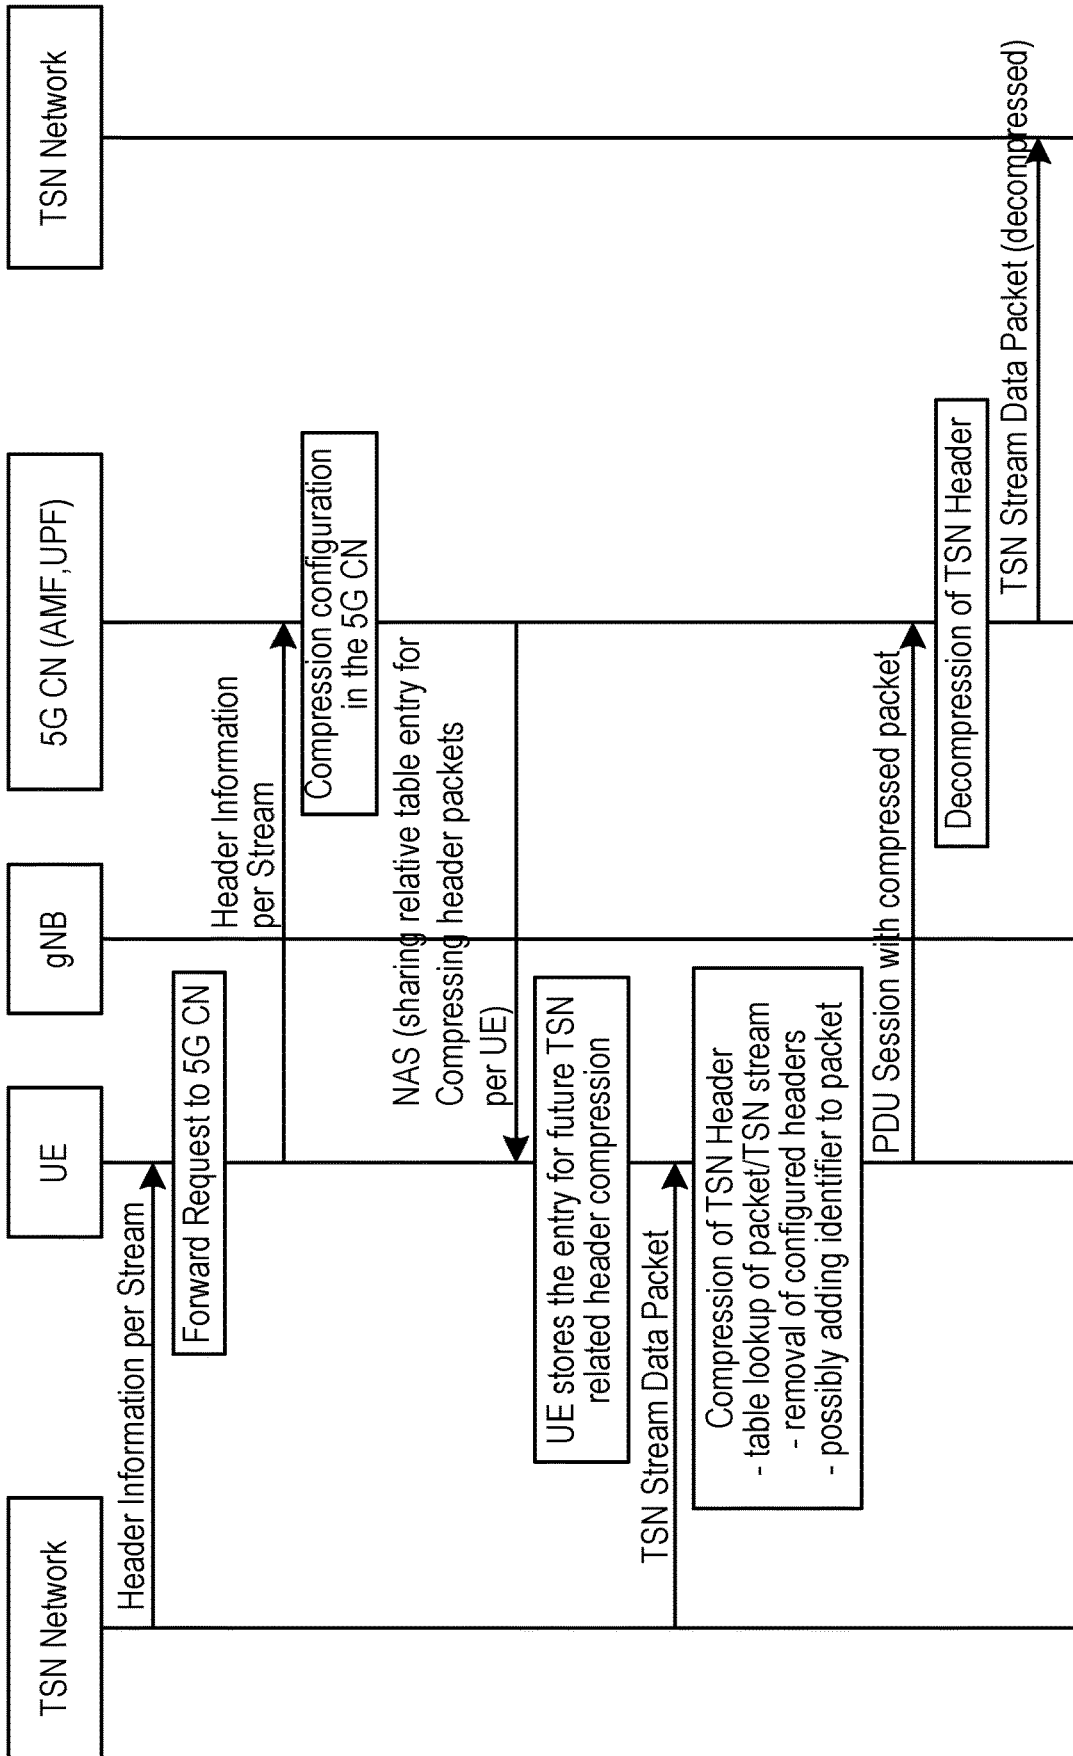 TSN Network
UE
gNB
5G CN (AMF,UPF)
TSN Network
Header Information per Stream
Forward Request to 5G CN
Header Information
per Stream
Compression configuration
in the 5G CN
NAS (sharing relative table entry for
Compressing header packets
per UE)
UE stores the entry for future TSN
related header compression
TSN Stream Data Packet
Compression of TSN Header
- table lookup of packet/TSN stream
- removal of configured headers
- possibly adding identifier to packet
PDU Session with compressed packet
Decompression of TSN Header
TSN Stream Data Packet (decompressed)